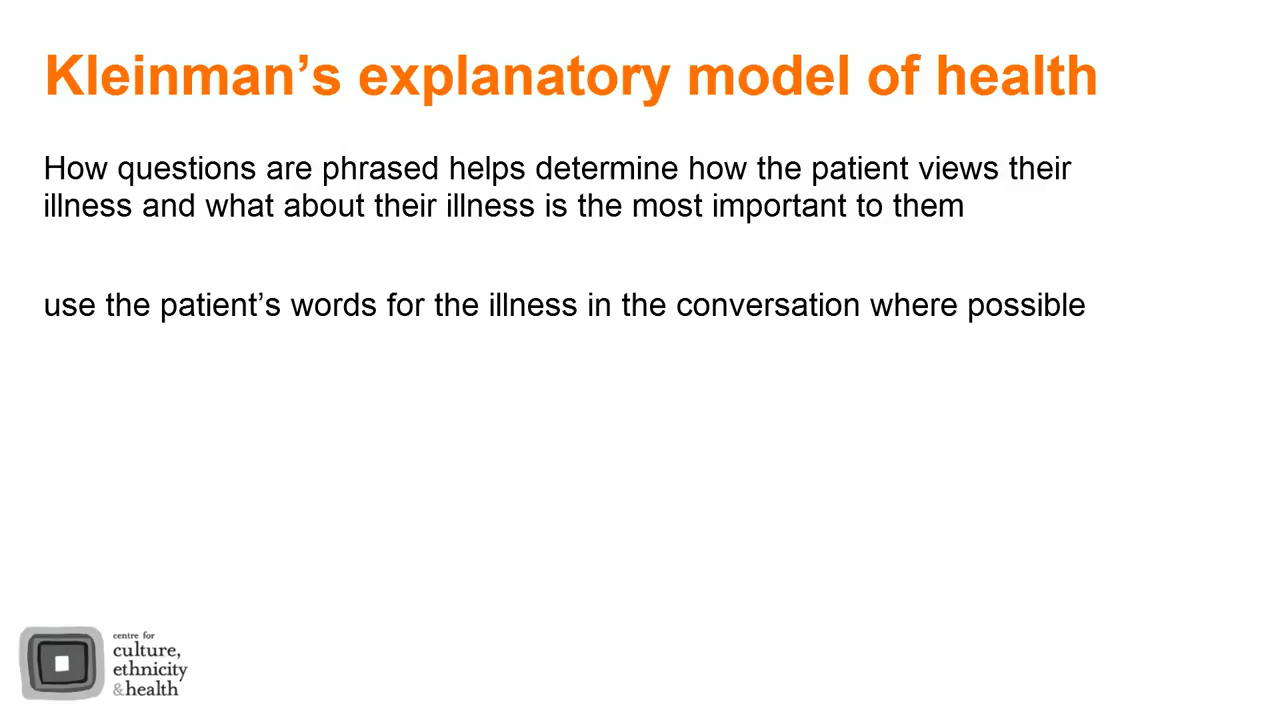 Kleinman’s explanatory model of health
How questions are phrased helps determine how the patient views their
illness and what about their illness is the most important to them
use the patient’s words for the illness in the conversation where possible
centre for
culture,
ethnicity
&health